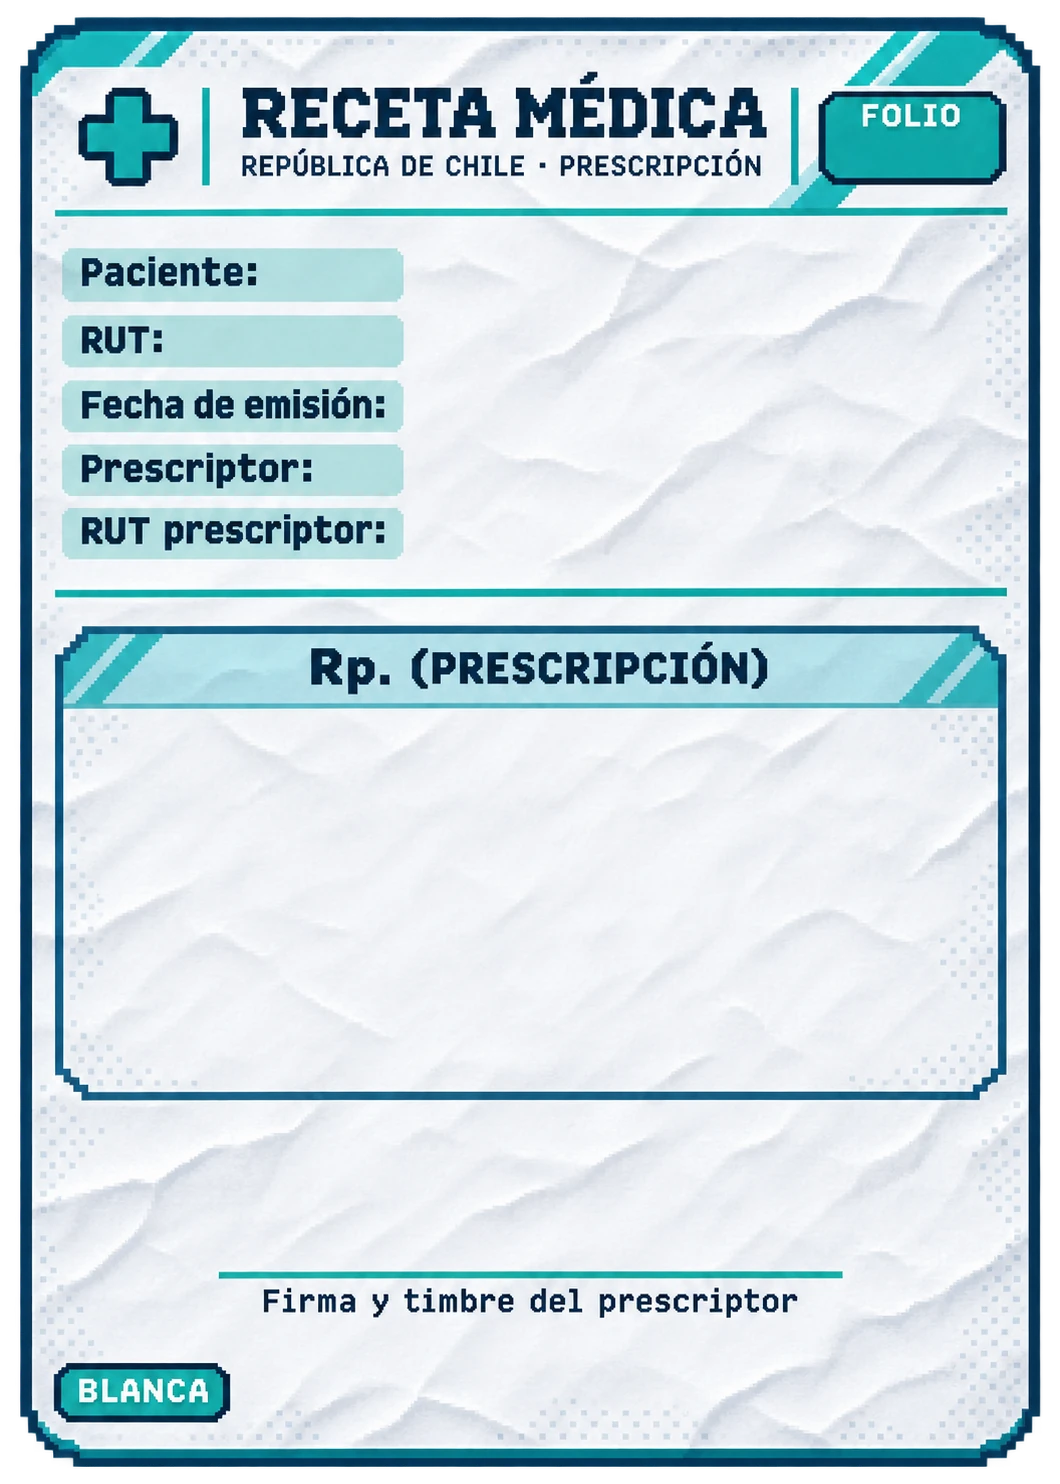 RECETA MÉDICA
REPÚBLICA DE CHILE · PRESCRIPCIÓN
FOLIO
Paciente:
RUT:
Fecha de emisión:
Prescriptor:
RUT prescriptor:
Rp. (PRESCRIPCIÓN)
Firma y timbre del prescriptor
BLANCA